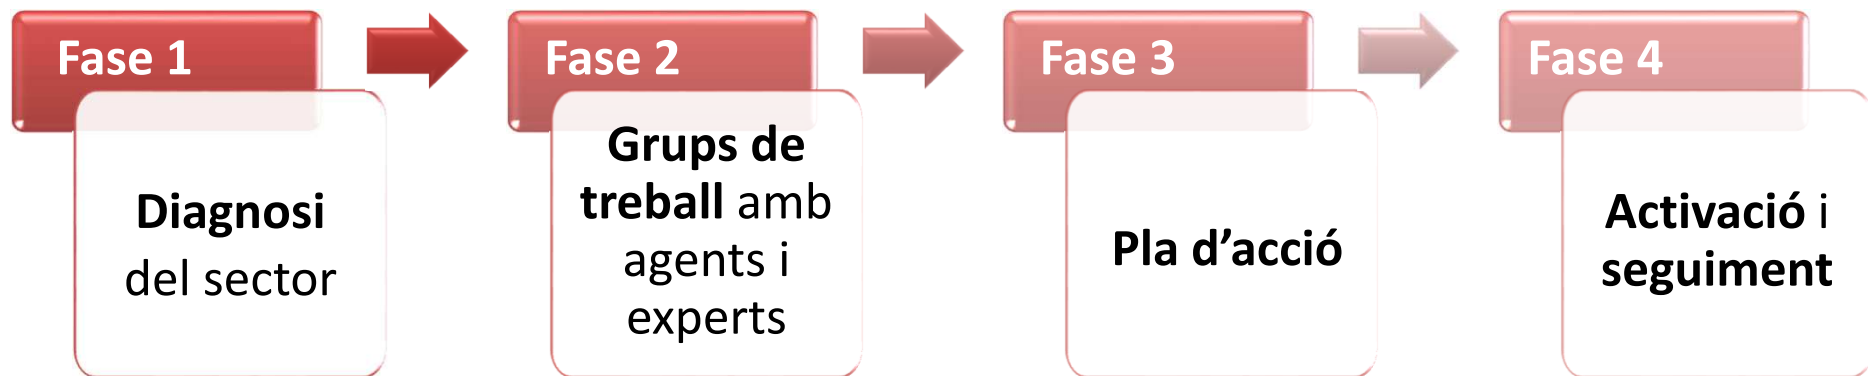 Fase 1
Diagnosi
del sector
Fase 2
Grups de
treball amb
agents i
experts
Fase 3
Pla d’acció
Fase 4
Activació i
seguiment